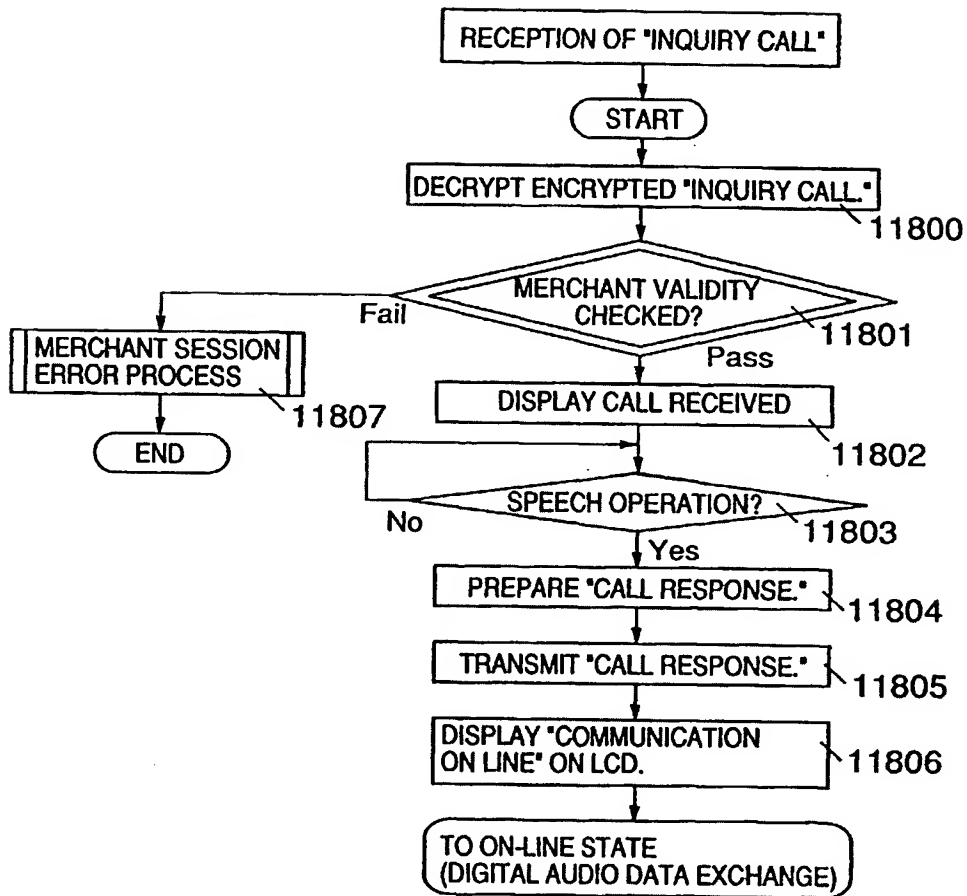 RECEPTION OF "INQUIRY CALL"
START
DECRYPT ENCRYPTED "INQUIRY CALL."
11800
MERCHANT VALIDITY
CHECKED?
11801
Fail
Pass
MERCHANT SESSION
ERROR PROCESS
11807
END
DISPLAY CALL RECEIVED
11802
SPEECH OPERATION?
11803
No
Yes
PREPARE "CALL RESPONSE."
11804
TRANSMIT "CALL RESPONSE."
11805
DISPLAY "COMMUNICATION
ON LINE" ON LCD.
11806
TO ON-LINE STATE
(DIGITAL AUDIO DATA EXCHANGE)